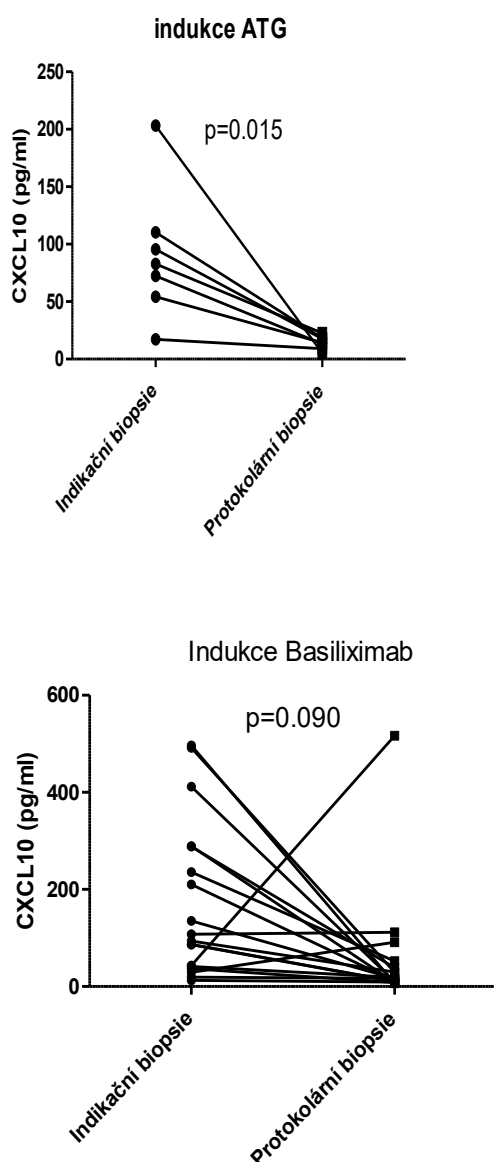 indukce ATG
250
200
150
100
50
0
CXCL10 (pg/ml)
p=0.015
Indikační biopsie
Protokolární biopsie
Indukce Basiliximab
600
400
200
0
CXCL10 (pg/ml)
p=0.090
Indikační biopsie
Protokolární biopsie